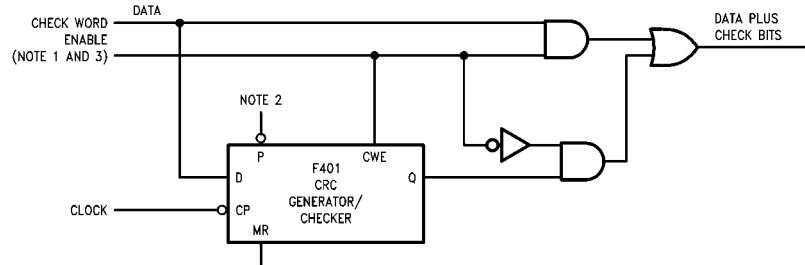 DATA
CHECK WORD
ENABLE
(NOTE 1 AND 3)
DATA PLUS
CHECK BITS
NOTE 2
P
CWE
D
F401
CRC
GENERATOR/
CHECKER
Q
CLOCK
CP
MR